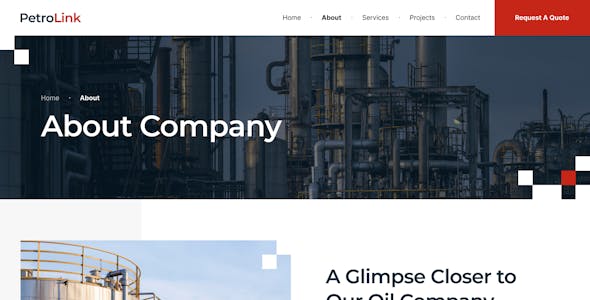 PetroLink
Home · About · Services · Projects · Contact
Request A Quote
Home · About
About Company
A Glimpse Closer to
Our Oil Company